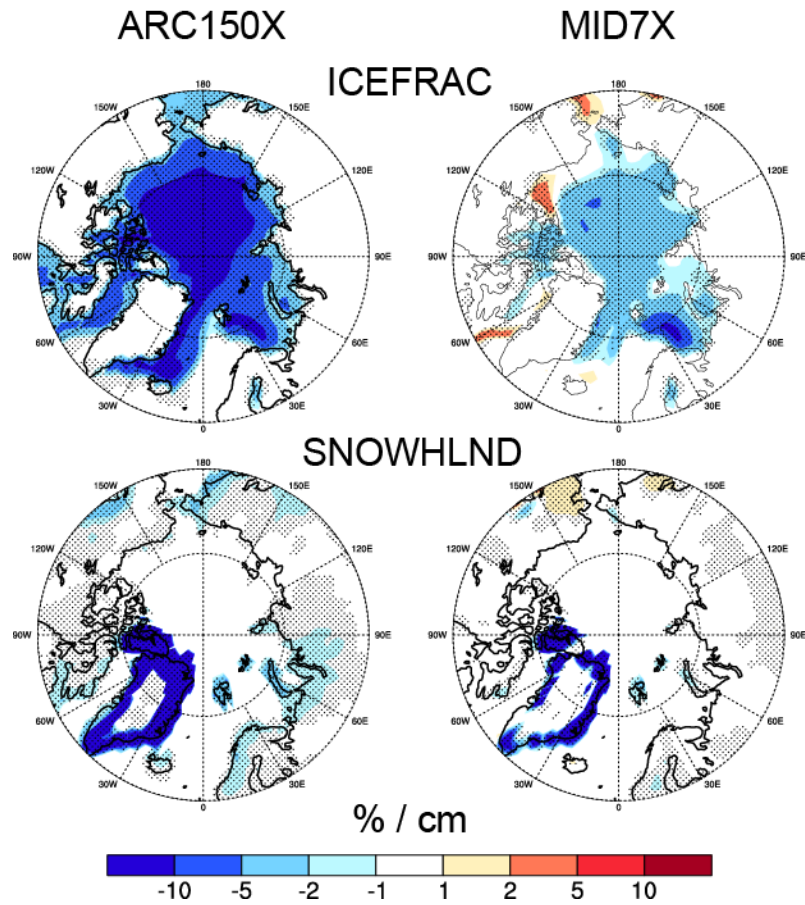 ARC150X MID7X
ICEFRAC
180 180
150W 150E 150W 150E
120W 120E 120W 120E
90W 90E 90W 90E
60W 60E 60W 60E
30W 30E 30W 30E
0 0
SNOWHLND
180 180
150W 150E 150W 150E
120W 120E 120W 120E
90W 90E 90W 90E
60W 60E 60W 60E
30W 30E 30W 30E
0 0
% / cm
-10 -5 -2 -1 1 2 5 10